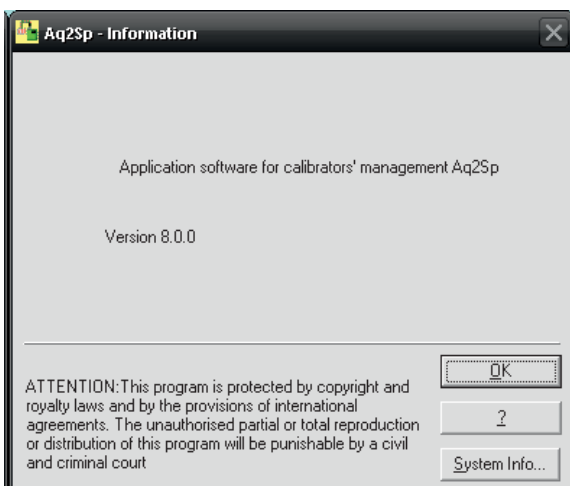 Aq2Sp - Information
Application software for calibrators' management Aq2Sp
Version 8.0.0
ATTENTION:This program is protected by copyright and
royalty laws and by the provisions of international
agreements. The unauthorised partial or total reproduction
or distribution of this program will be punishable by a civil
and criminal court
OK
?
System Info...